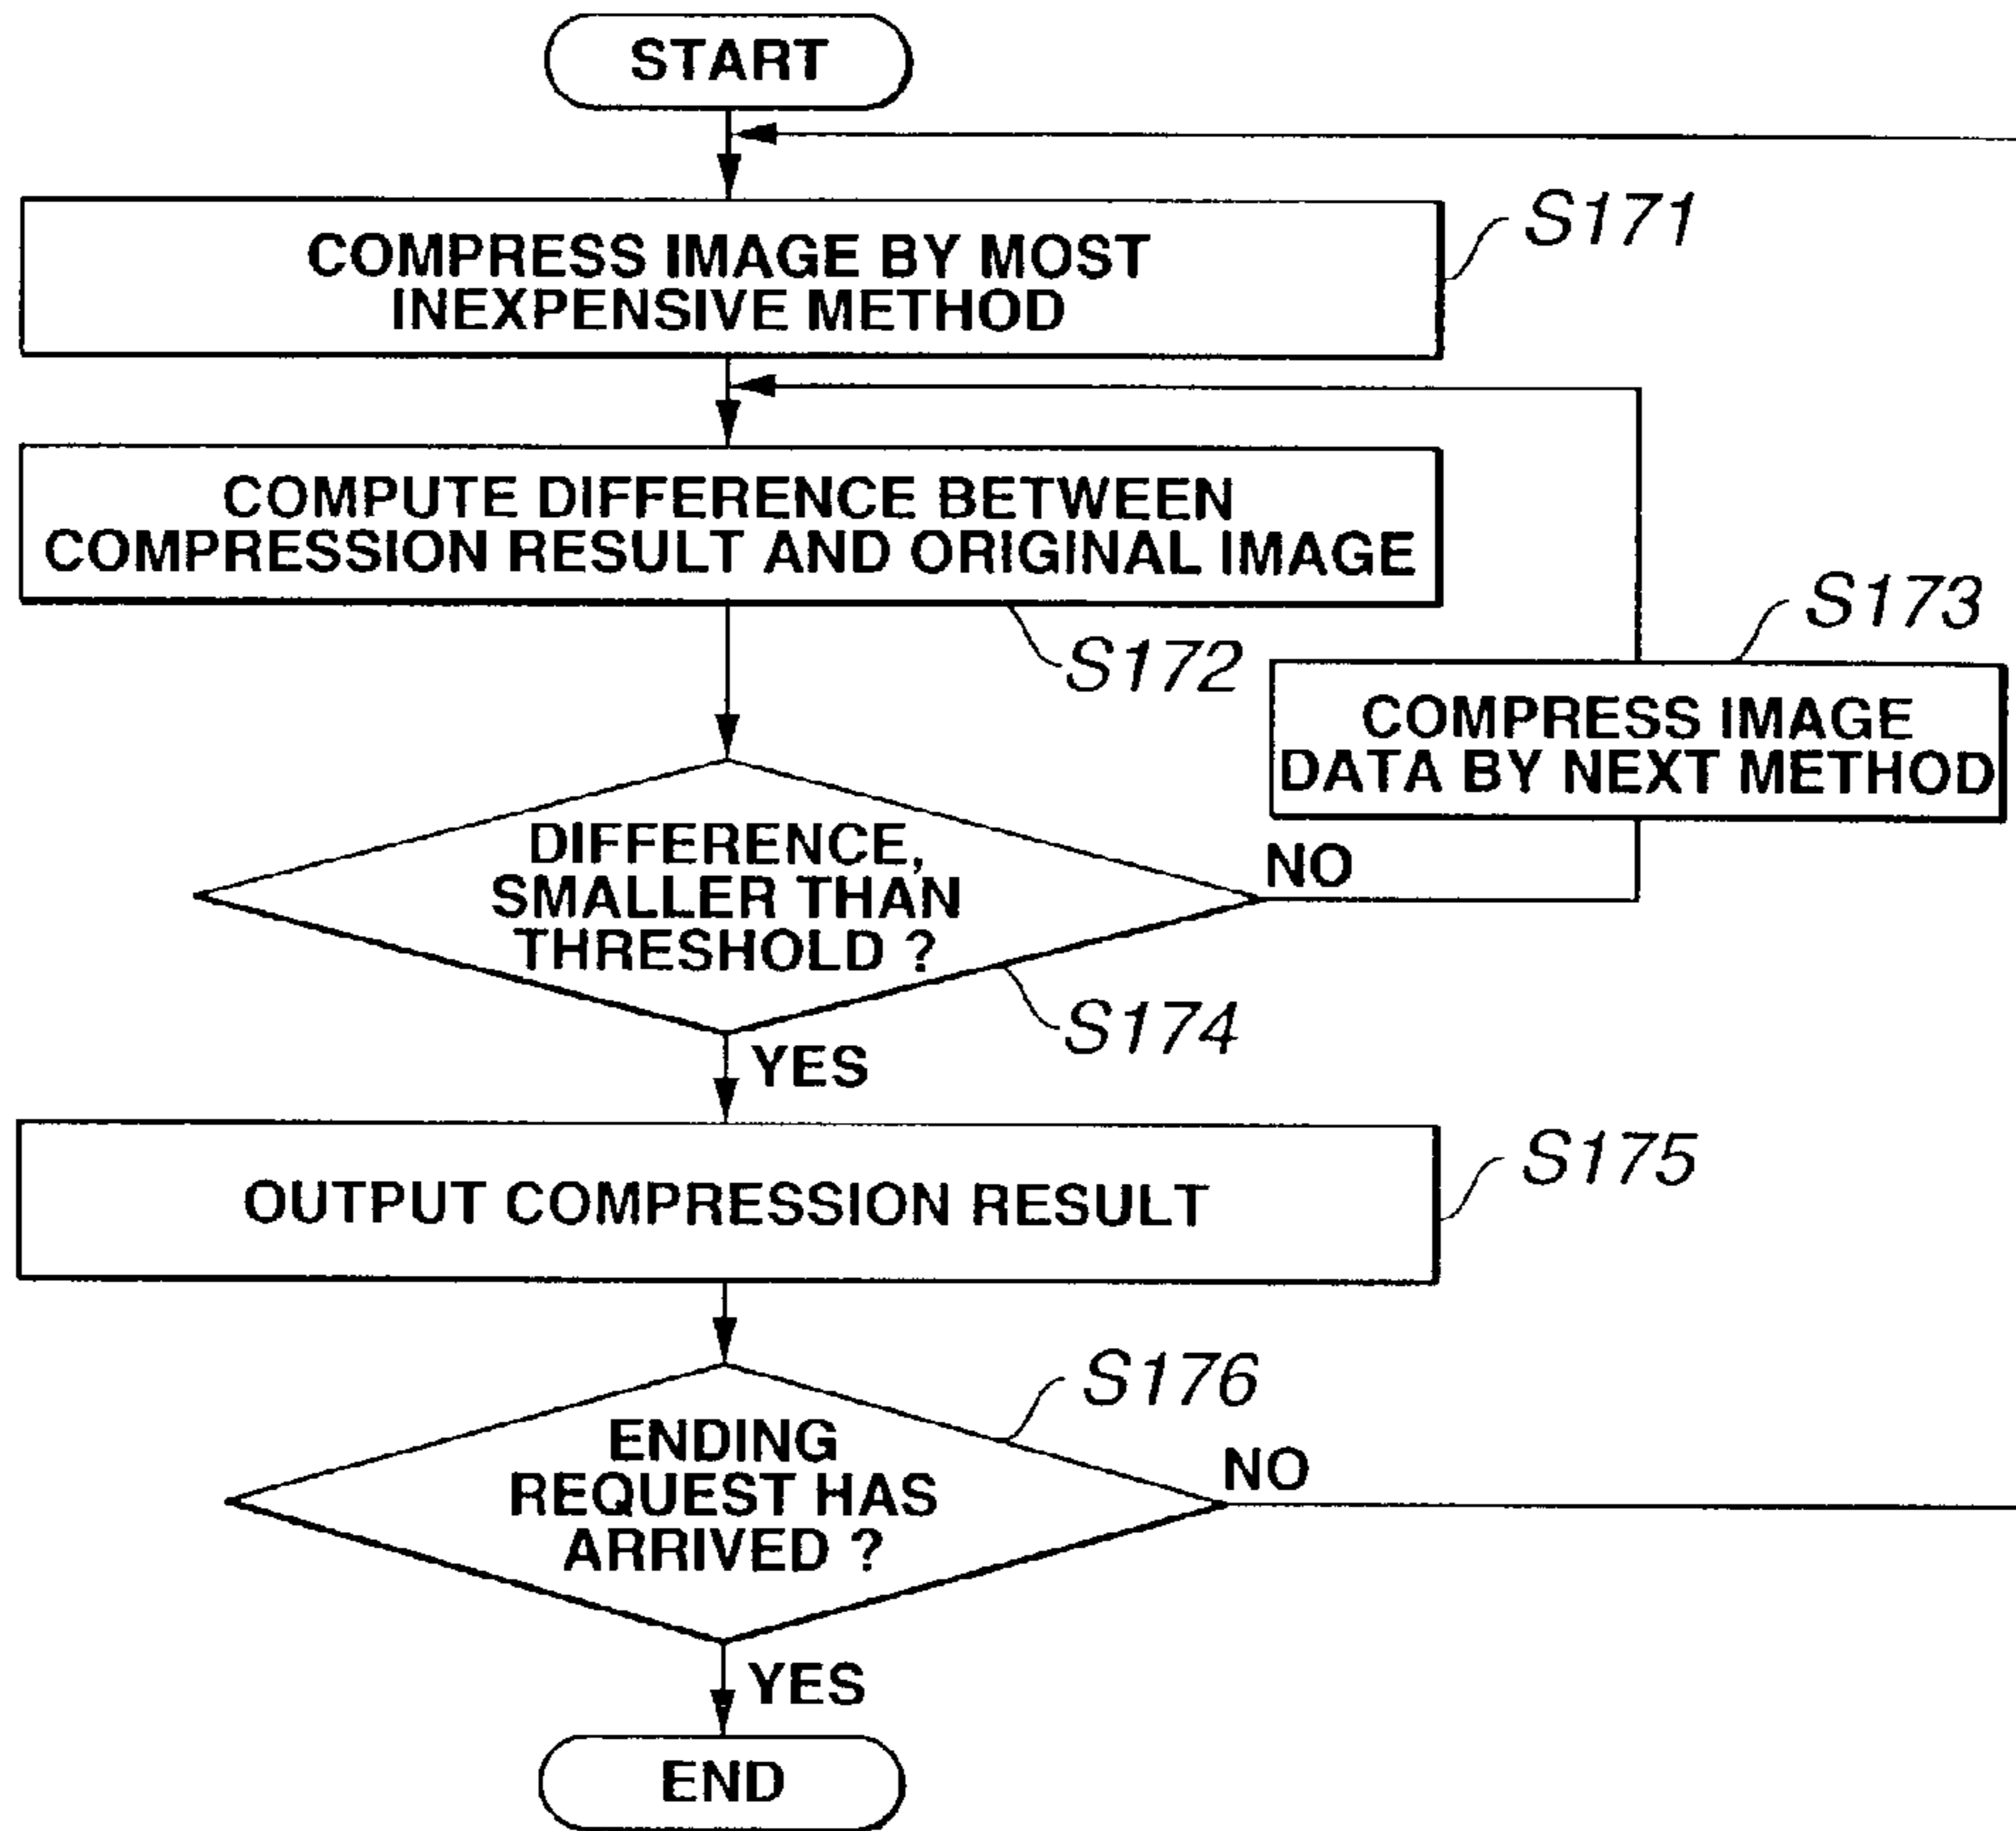 START
COMPRESS IMAGE BY MOST
INEXPENSIVE METHOD
S171
COMPUTE DIFFERENCE BETWEEN
COMPRESSION RESULT AND ORIGINAL IMAGE
S172
S173
COMPRESS IMAGE
DATA BY NEXT METHOD
DIFFERENCE,
SMALLER THAN
THRESHOLD ?
NO
S174
YES
OUTPUT COMPRESSION RESULT
S175
S176
ENDING
REQUEST HAS
ARRIVED ?
NO
YES
END